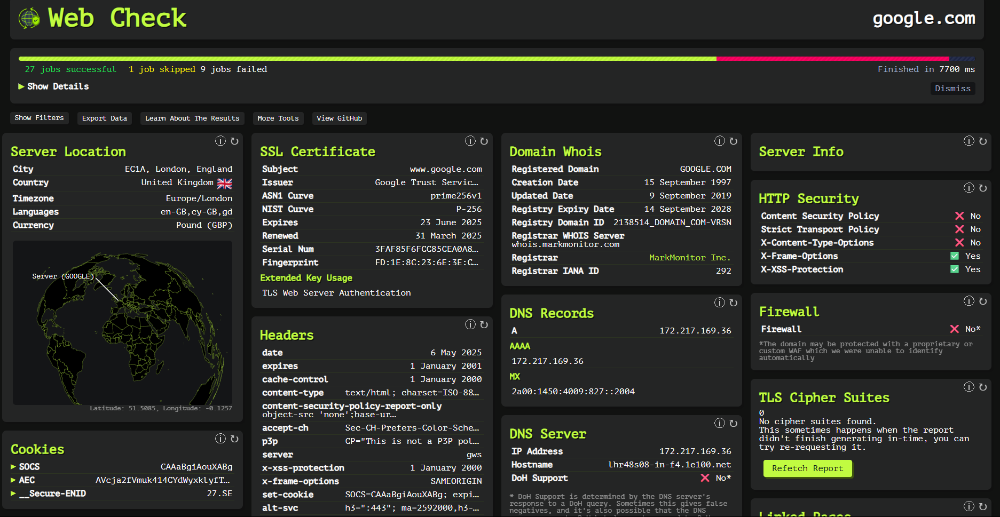 Web Check
google.com
27 jobs successful 1 job skipped 9 jobs failed
Finished in 7700 ms
▶ Show Details
Dismiss
Show Filters
Export Data
Learn About The Results
More Tools
View GitHub
Server Location
City EC1A, London, England
Country United Kingdom
Timezone Europe/London
Languages en-GB,cy-GB,gd
Currency Pound (GBP)
Server (GOOGLE)
Latitude: 51.5085, Longitude: -0.1257
Cookies
▶ SOCS CAAaBgiAouXABg
▶ AEC AVcja2fVmuk414CYdWyxklyfT…
▶ __Secure-ENID 27.SE
SSL Certificate
Subject www.google.com
Issuer Google Trust Servic…
ASN1 Curve prime256v1
NIST Curve P-256
Expires 23 June 2025
Renewed 31 March 2025
Serial Num 3FAF85F6FCC85CEA0A8…
Fingerprint FD:1E:8C:23:6E:3E:C…
Extended Key Usage
TLS Web Server Authentication
Headers
date 6 May 2025
expires 1 January 2001
cache-control 1 January 2000
content-type text/html; charset=ISO-88…
content-security-policy-report-only
object-src 'none';base-ur…
accept-ch Sec-CH-Prefers-Color-Sche…
p3p CP="This is not a P3P pol…
server gws
x-xss-protection 1 January 2000
x-frame-options SAMEORIGIN
set-cookie SOCS=CAAaBgiAouXABg; expi…
alt-svc h3=":443"; ma=2592000,h3-…
Domain Whois
Registered Domain GOOGLE.COM
Creation Date 15 September 1997
Updated Date 9 September 2019
Registry Expiry Date 14 September 2028
Registry Domain ID 2138514_DOMAIN_COM-VRSN
Registrar WHOIS Server
whois.markmonitor.com
Registrar MarkMonitor Inc.
Registrar IANA ID 292
DNS Records
A 172.217.169.36
AAAA
172.217.169.36
MX
2a00:1450:4009:827::2004
DNS Server
IP Address 172.217.169.36
Hostname lhr48s08-in-f4.1e100.net
DoH Support ❌ No*
* DoH Support is determined by the DNS server's
response to a DoH query. Sometimes this gives false
negatives, and it's also possible that the DNS
Server Info
HTTP Security
Content Security Policy ❌ No
Strict Transport Policy ❌ No
X-Content-Type-Options ❌ No
X-Frame-Options ✅ Yes
X-XSS-Protection ✅ Yes
Firewall
Firewall ❌ No*
*The domain may be protected with a proprietary or
custom WAF which we were unable to identify
automatically
TLS Cipher Suites
0
No cipher suites found.
This sometimes happens when the report
didn't finish generating in-time, you can
try re-requesting it.
Refetch Report
Linked Pages